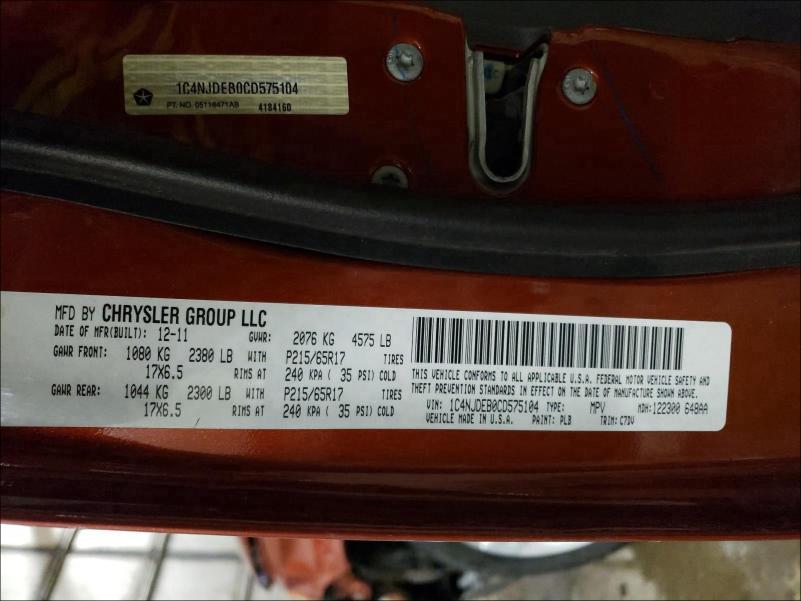 1C4NJDEB0CD575104
PT. NO. 05116471AB 4184160
MFD BY CHRYSLER GROUP LLC
DATE OF MFR(BUILT): 12-11 GVWR: 2076 KG 4575 LB
GAWR FRONT: 1080 KG 2380 LB WITH P215/65R17 TIRES
17X6.5 RIMS AT 240 KPA ( 35 PSI) COLD
GAWR REAR: 1044 KG 2300 LB WITH P215/65R17 TIRES
17X6.5 RIMS AT 240 KPA ( 35 PSI) COLD
THIS VEHICLE CONFORMS TO ALL APPLICABLE U.S.A. FEDERAL MOTOR VEHICLE SAFETY AND
THEFT PREVENTION STANDARDS IN EFFECT ON THE DATE OF MANUFACTURE SHOWN ABOVE.
VIN: 1C4NJDEB0CD575104 TYPE: MPV MDH: 122300 648AA
VEHICLE MADE IN U.S.A. PAINT: PLB TRIM: C7DV